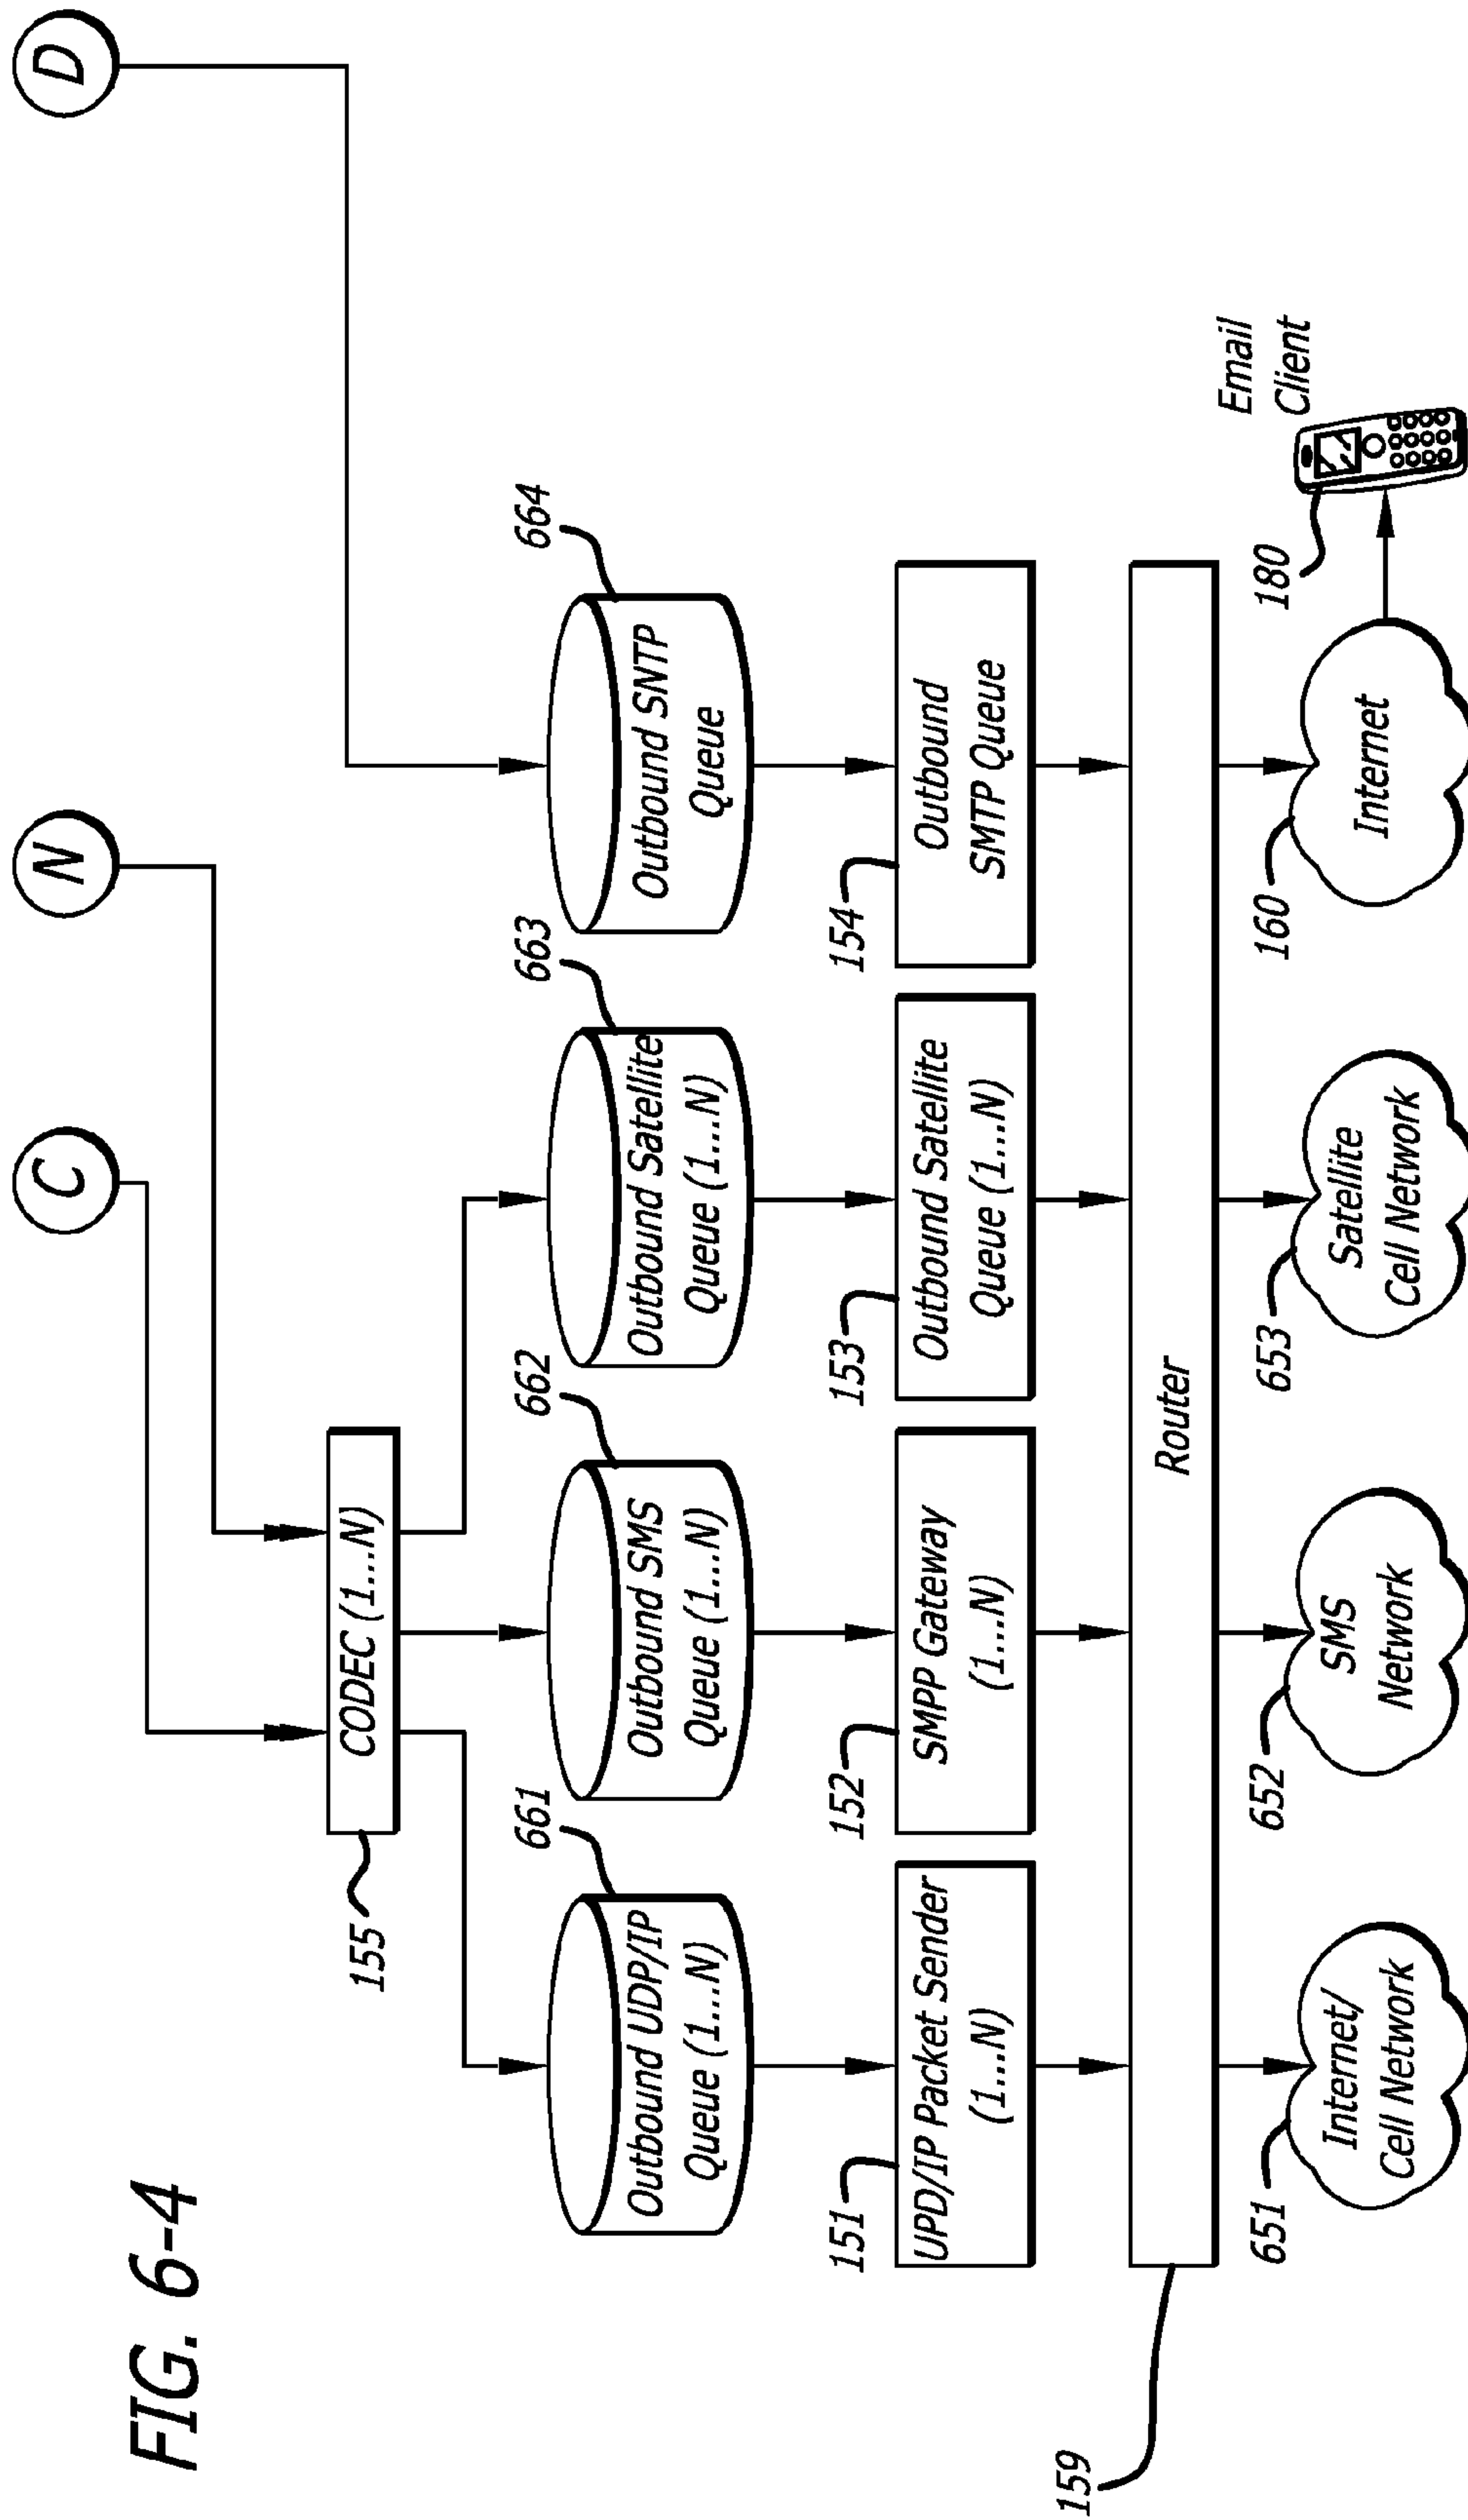 FIG. 6-4
C
N
D
155
CODEC (1...N)
661
662
663
664
Outbound UDP/IP
Queue (1...N)
Outbound SMS
Queue (1...N)
Outbound Satellite
Queue (1...N)
Outbound SNTP
Queue
151
152
153
154
UPD/IP Packet Sender
(1...N)
SMPP Gateway
(1...N)
Outbound Satellite
Queue (1...N)
Outbound
SMTP Queue
159
Router
651
652
653
160
180
Email
Client
Internet/
Cell Network
SMS
Network
Satellite
Cell Network
Internet